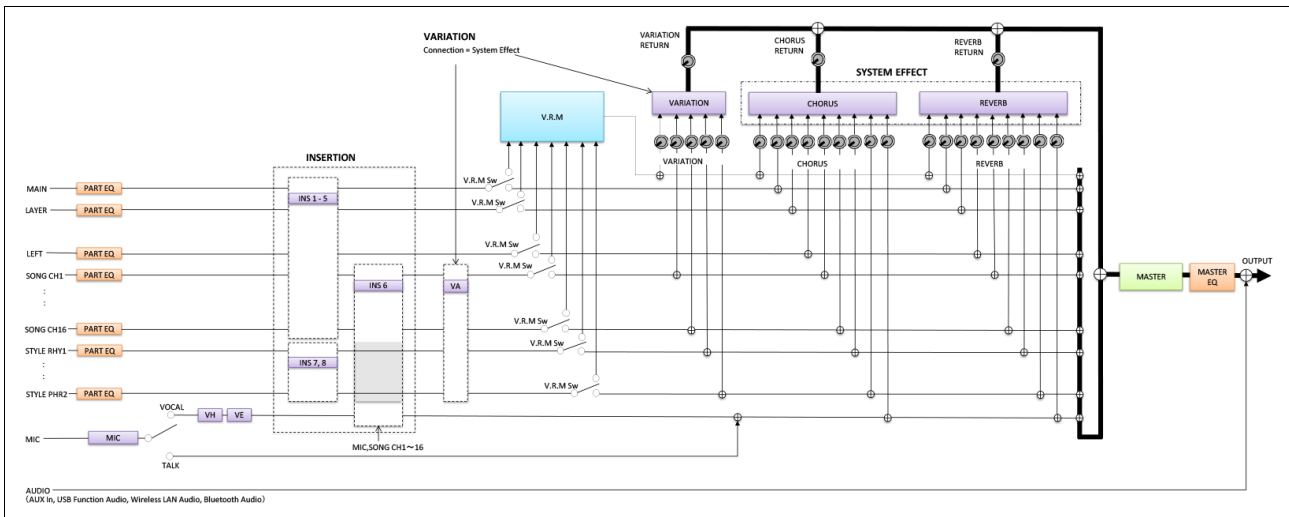 VARIATION
Connection = System Effect
VARIATION
RETURN
CHORUS
RETURN
REVERB
RETURN
SYSTEM EFFECT
V.R.M
VARIATION
CHORUS
REVERB
VARIATION
CHORUS
REVERB
INSERTION
MAIN
PART EQ
INS 1 - 5
V.R.M Sw
LAYER
PART EQ
V.R.M Sw
LEFT
PART EQ
V.R.M Sw
SONG CH1
PART EQ
V.R.M Sw
INS 6
VA
MASTER
MASTER
EQ
OUTPUT
:
:
SONG CH16
PART EQ
V.R.M Sw
STYLE RHY1
PART EQ
V.R.M Sw
INS 7, 8
:
:
STYLE PHR2
PART EQ
V.R.M Sw
VOCAL
VH
VE
MIC
MIC
MIC,SONG CH1～16
TALK
AUDIO
(AUX In, USB Function Audio, Wireless LAN Audio, Bluetooth Audio)